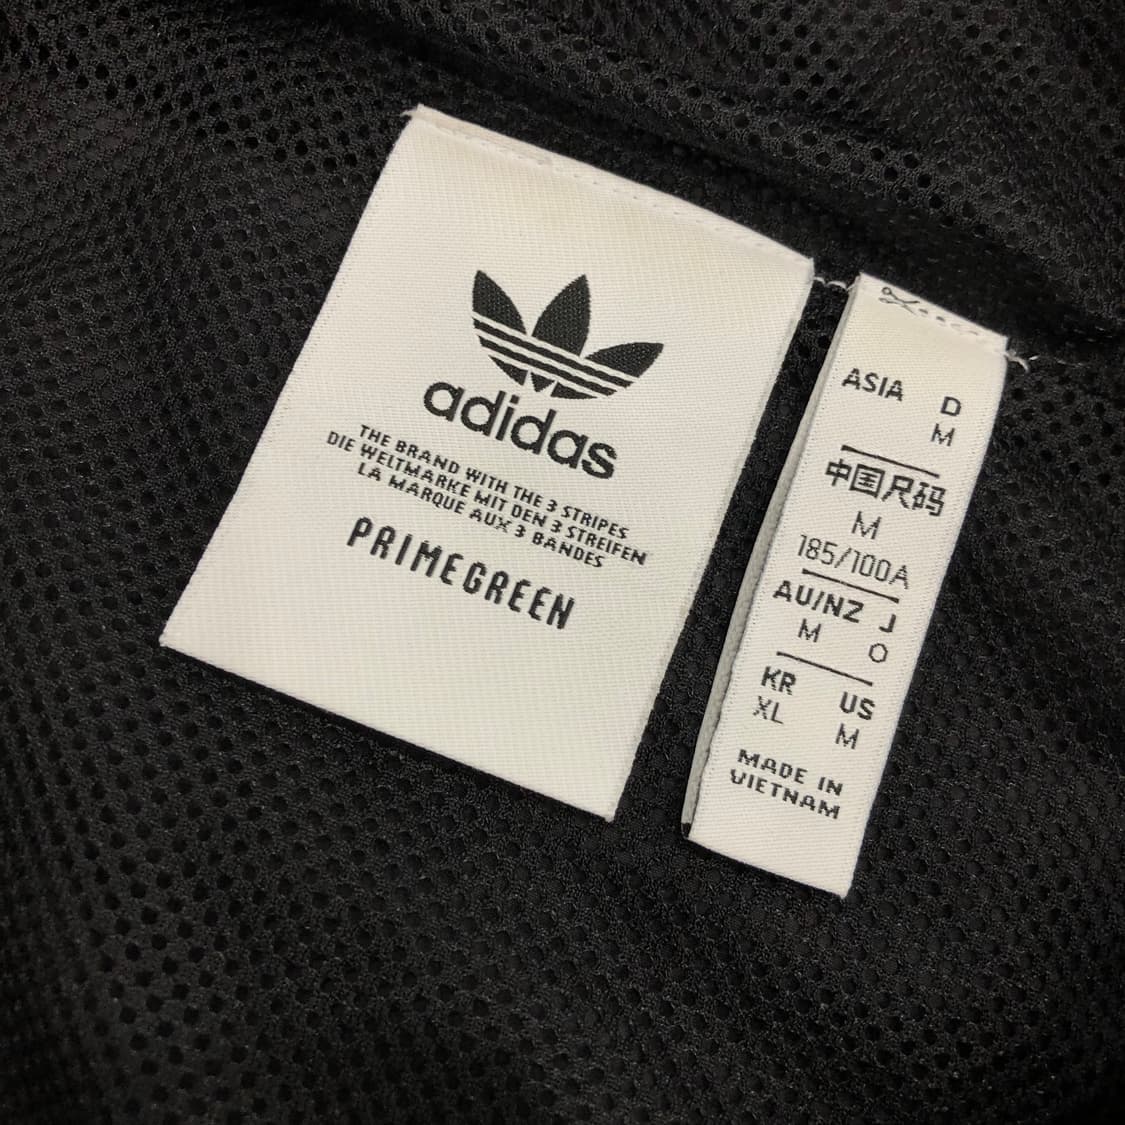 adidas
THE BRAND WITH THE 3 STRIPES
DIE WELTMARKE MIT DEN 3 STREIFEN
LA MARQUE AUX 3 BANDES
PRIMEGREEN
ASIA D
M
中国尺码
M
185/100A
AU/NZ J
M O
KR US
XL M
MADE IN
VIETNAM